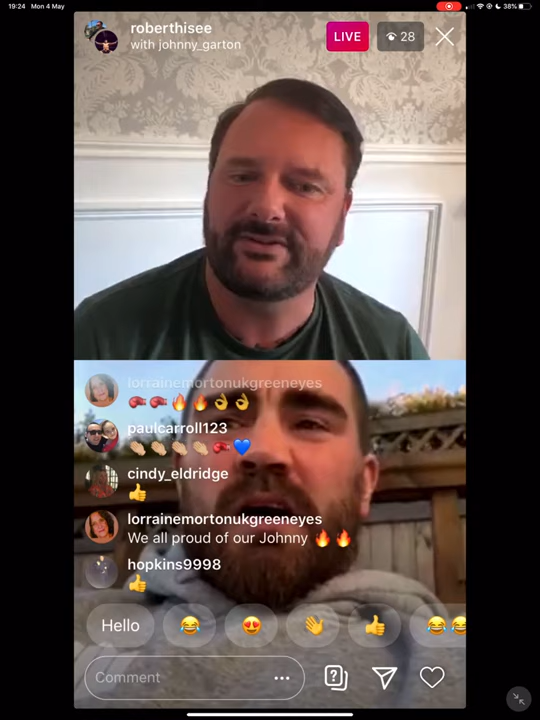 19:24 Mon 4 May
38%
roberthisee
with johnny_garton
LIVE
28
lorrainemortonukgreeneyes
paulcarroll123
cindy_eldridge
lorrainemortonukgreeneyes
We all proud of our Johnny 🔥🔥
hopkins9998
Hello
Comment